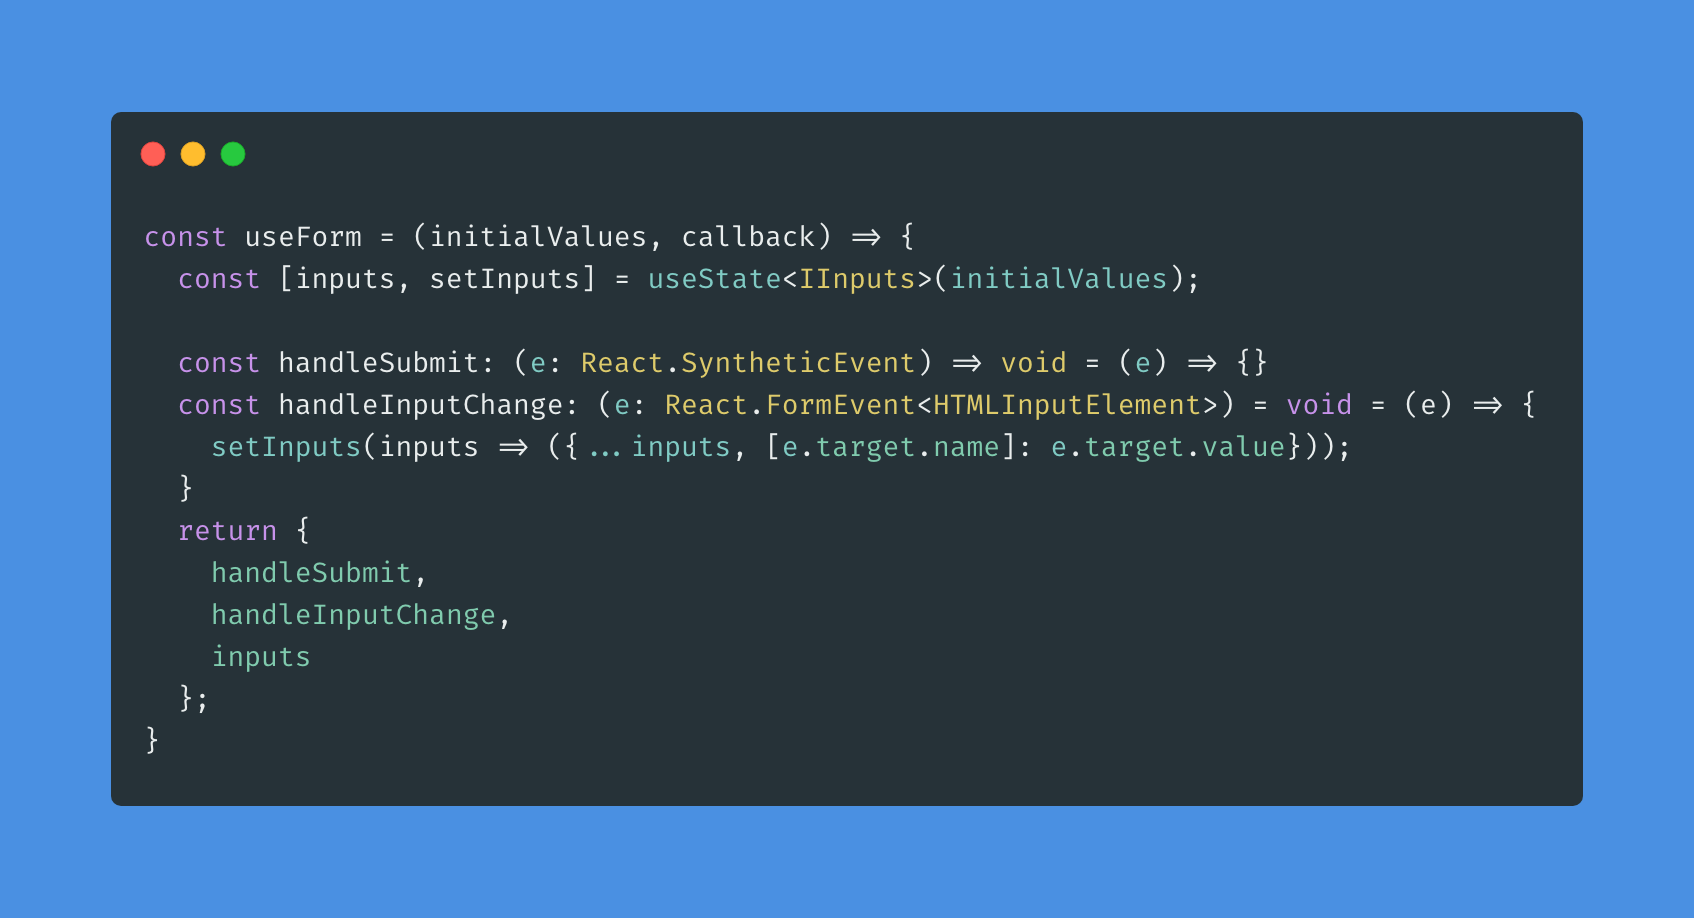 const useForm = (initialValues, callback) => {
  const [inputs, setInputs] = useState<IInputs>(initialValues);

  const handleSubmit: (e: React.SyntheticEvent) => void = (e) => {}
  const handleInputChange: (e: React.FormEvent<HTMLInputElement>) = void = (e) => {
    setInputs(inputs => ({...inputs, [e.target.name]: e.target.value}));
  }
  return {
    handleSubmit,
    handleInputChange,
    inputs
  };
}